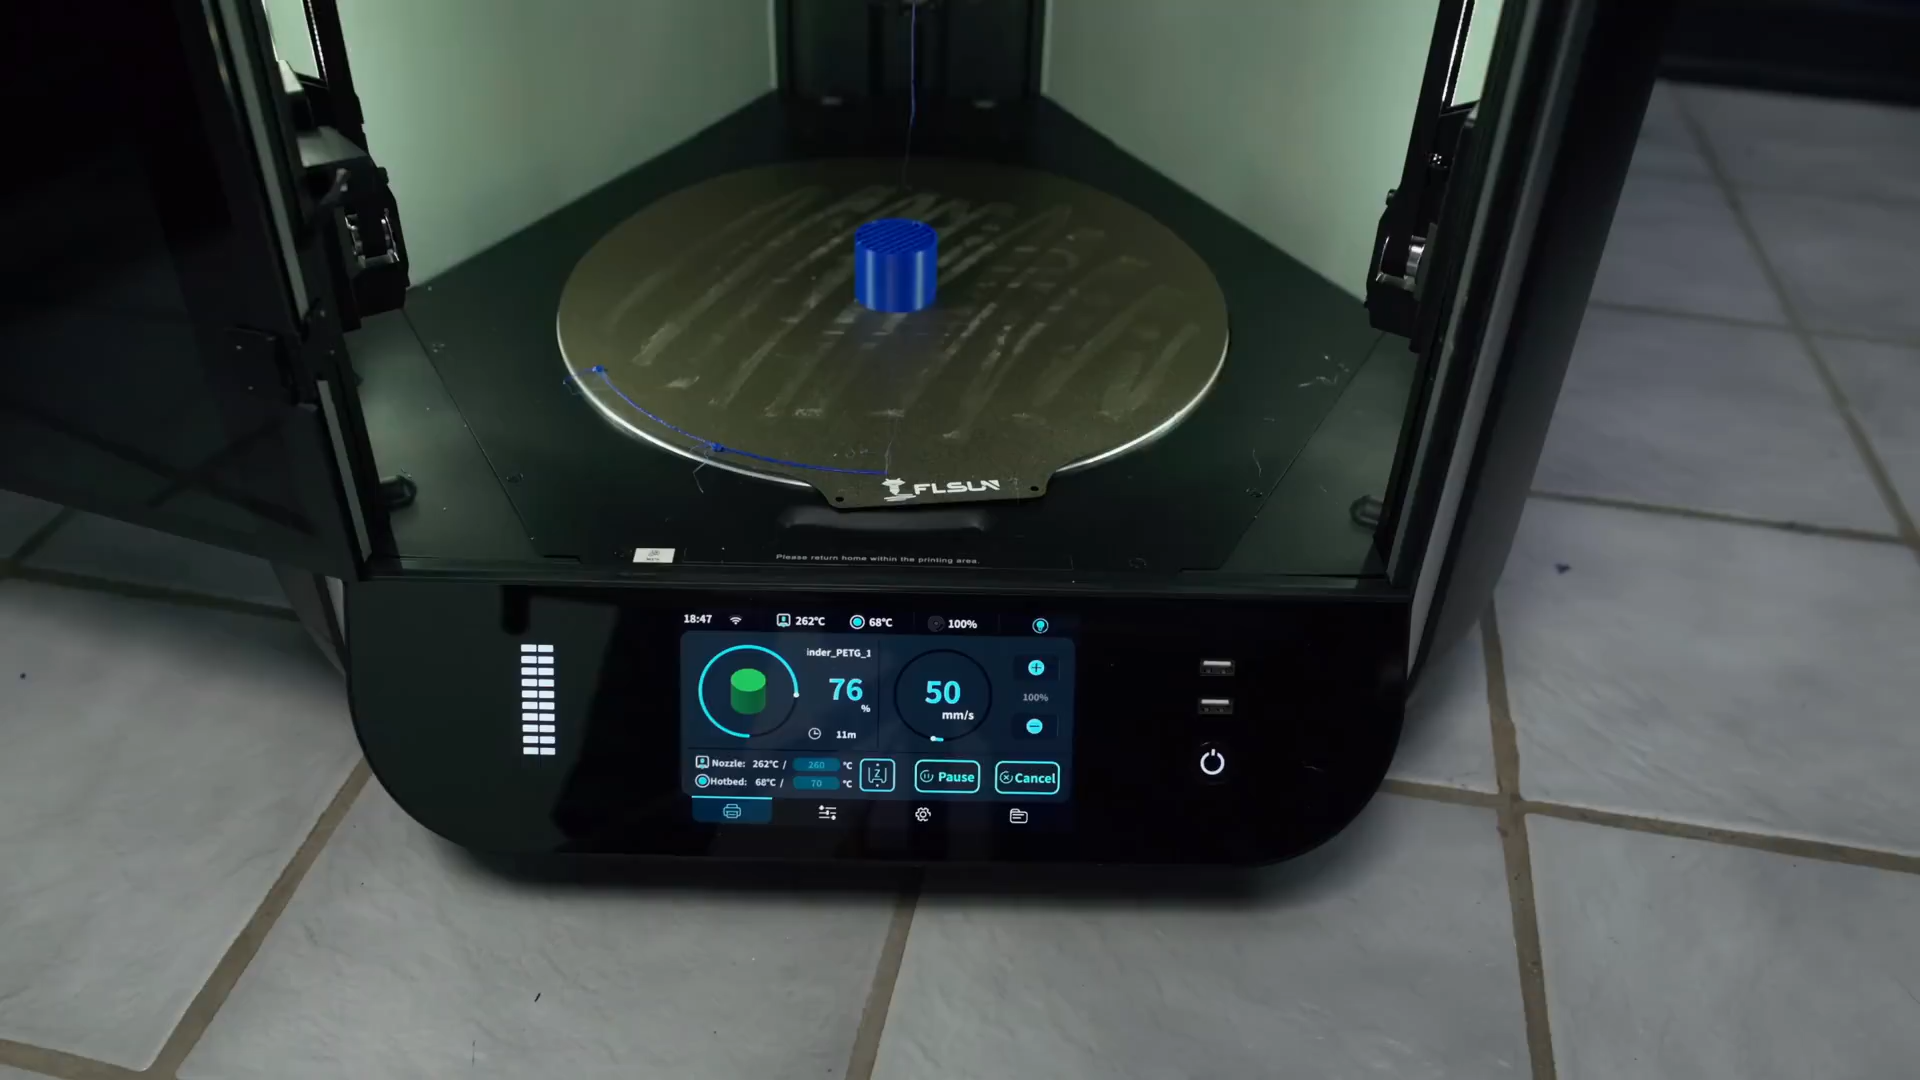 FLSUN
Please return home within the printing area.
18:47 262℃ 68℃ 100%
inder_PETG_1
76
%
11m
50
mm/s
100%
Nozzle: 262℃ / 260 ℃
Hotbed: 68℃ / 70 ℃
Z
Pause
Cancel